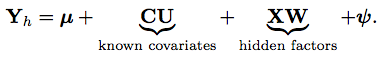 Y_h = μ + CU + XW + ψ.
known covariates hidden factors